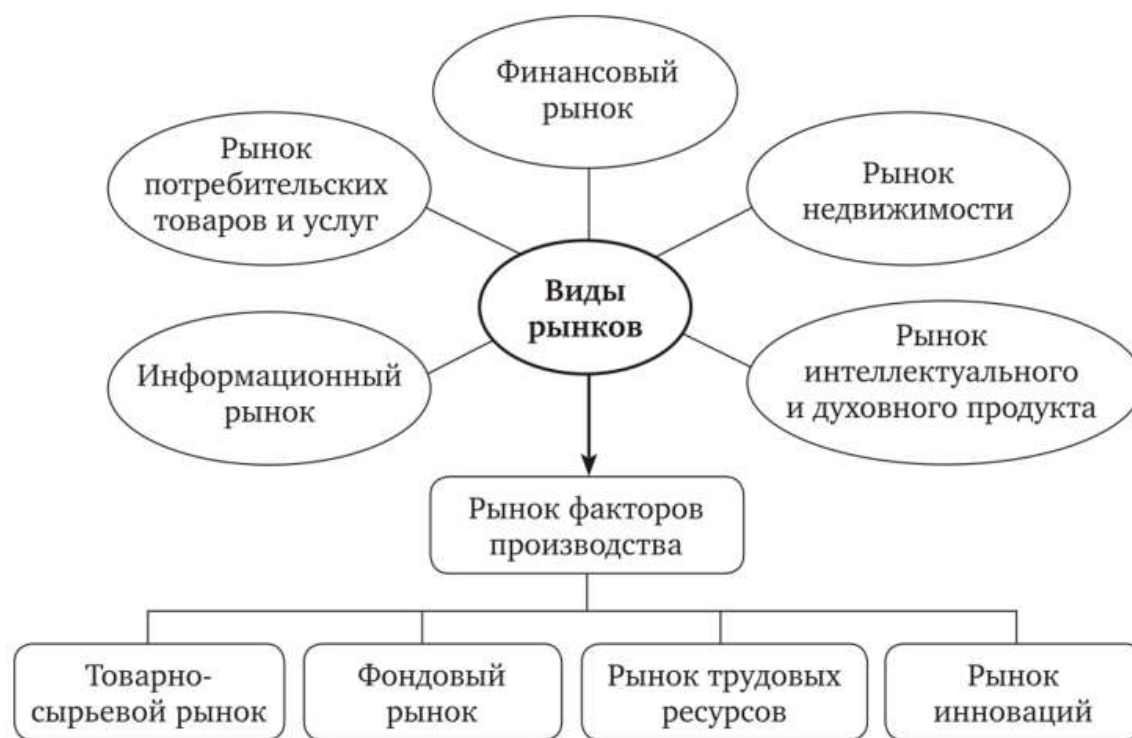 Финансовый
рынок
Рынок
потребительских
товаров и услуг
Рынок
недвижимости
Виды
рынков
Информационный
рынок
Рынок
интеллектуального
и духовного продукта
Рынок факторов
производства
Товарно-
сырьевой рынок
Фондовый
рынок
Рынок трудовых
ресурсов
Рынок
инноваций